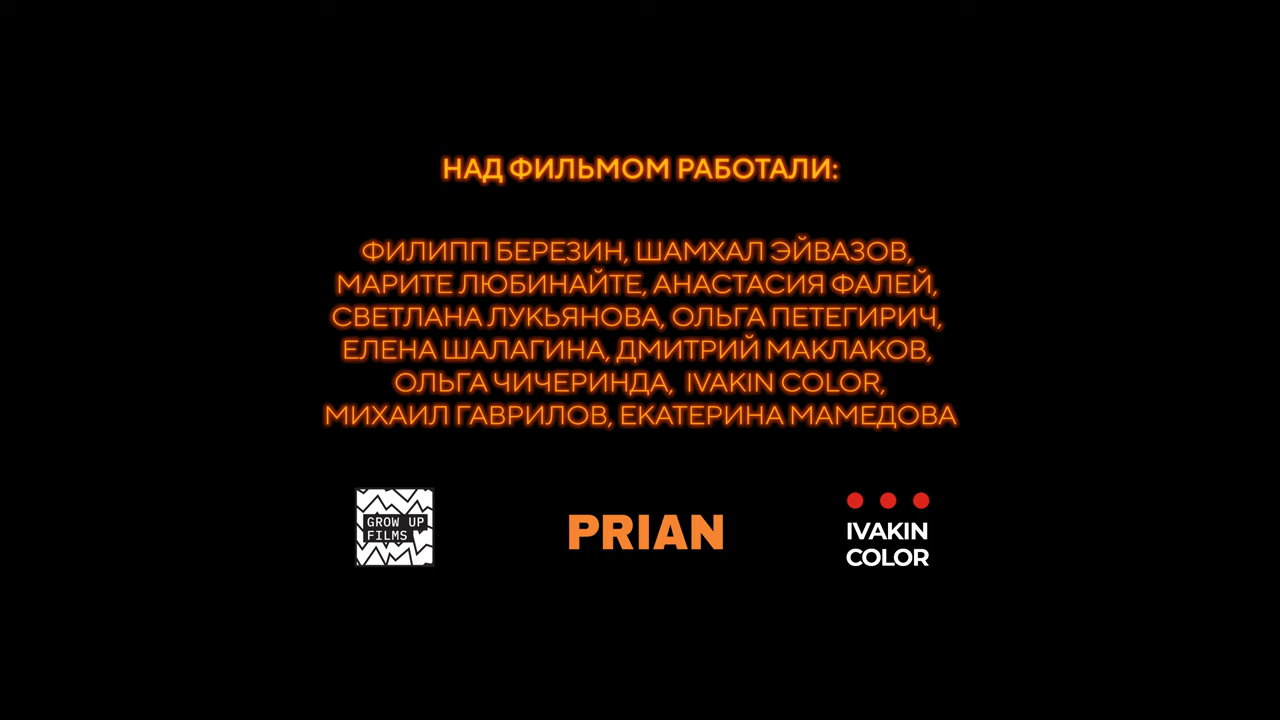 НАД ФИЛЬМОМ РАБОТАЛИ:
ФИЛИПП БЕРЕЗИН, ШАМХАЛ ЭЙВАЗОВ,
МАРИТЕ ЛЮБИНАЙТЕ, АНАСТАСИЯ ФАЛЕЙ,
СВЕТЛАНА ЛУКЬЯНОВА, ОЛЬГА ПЕТЕГИРИЧ,
ЕЛЕНА ШАЛАГИНА, ДМИТРИЙ МАКЛАКОВ,
ОЛЬГА ЧИЧЕРИНДА, IVAKIN COLOR,
МИХАИЛ ГАВРИЛОВ, ЕКАТЕРИНА МАМЕДОВА
GROW UP
FILMS
PRIAN
IVAKIN
COLOR